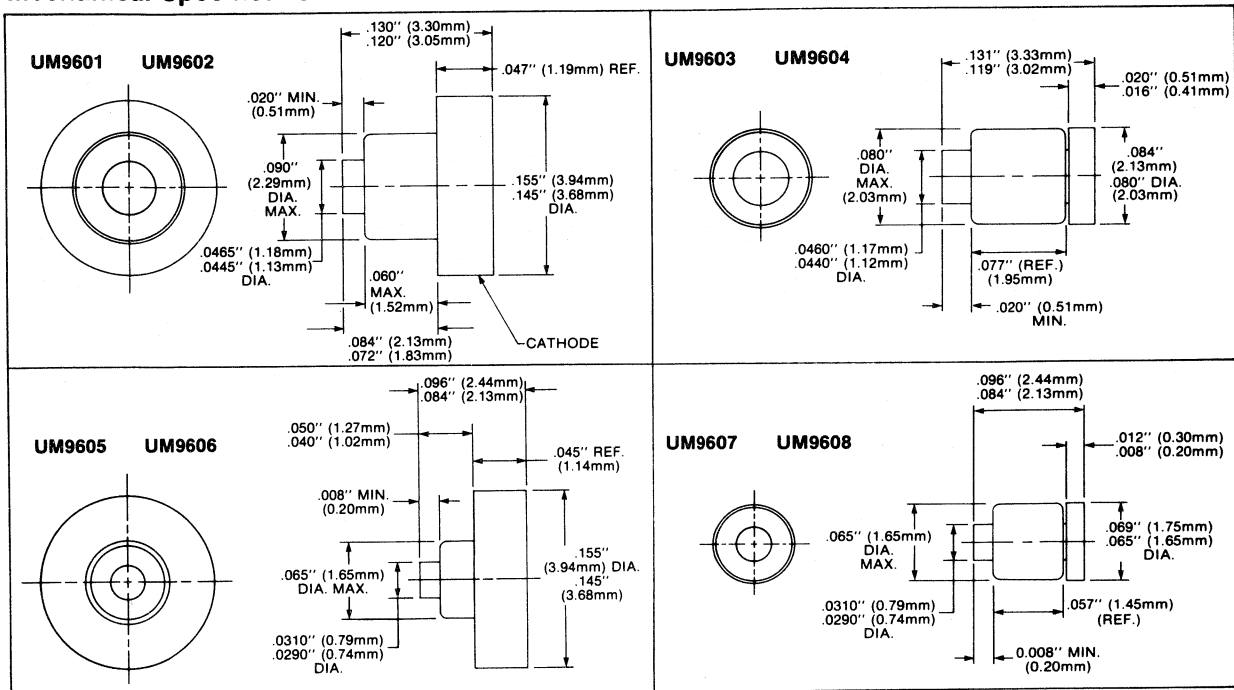 UM9601 UM9602
.130'' (3.30mm)
.120'' (3.05mm)
.047'' (1.19mm) REF.
.020'' MIN.
(0.51mm)
.090''
(2.29mm)
DIA.
MAX.
.155'' (3.94mm)
.145'' (3.68mm)
DIA.
.0465'' (1.18mm)
.0445'' (1.13mm)
DIA.
.060''
MAX.
(1.52mm)
.084'' (2.13mm)
.072'' (1.83mm)
CATHODE
UM9603 UM9604
.131'' (3.33mm)
.119'' (3.02mm)
.020'' (0.51mm)
.016'' (0.41mm)
.080''
DIA.
MAX.
(2.03mm)
.084''
(2.13mm)
.080'' DIA.
(2.03mm)
.0460'' (1.17mm)
.0440'' (1.12mm)
DIA.
.077'' (REF.)
(1.95mm)
.020'' (0.51mm)
MIN.
UM9605 UM9606
.096'' (2.44mm)
.084'' (2.13mm)
.050'' (1.27mm)
.040'' (1.02mm)
.045'' REF.
(1.14mm)
.008'' MIN.
(0.20mm)
.065'' (1.65mm)
DIA. MAX.
.155''
(3.94mm) DIA.
.145''
(3.68mm)
.0310'' (0.79mm)
.0290'' (0.74mm)
DIA.
UM9607 UM9608
.096'' (2.44mm)
.084'' (2.13mm)
.012'' (0.30mm)
.008'' (0.20mm)
.065'' (1.65mm)
DIA.
MAX.
.069'' (1.75mm)
.065'' (1.65mm)
DIA.
.0310'' (0.79mm)
.0290'' (0.74mm)
DIA.
.057'' (1.45mm)
(REF.)
0.008'' MIN.
(0.20mm)